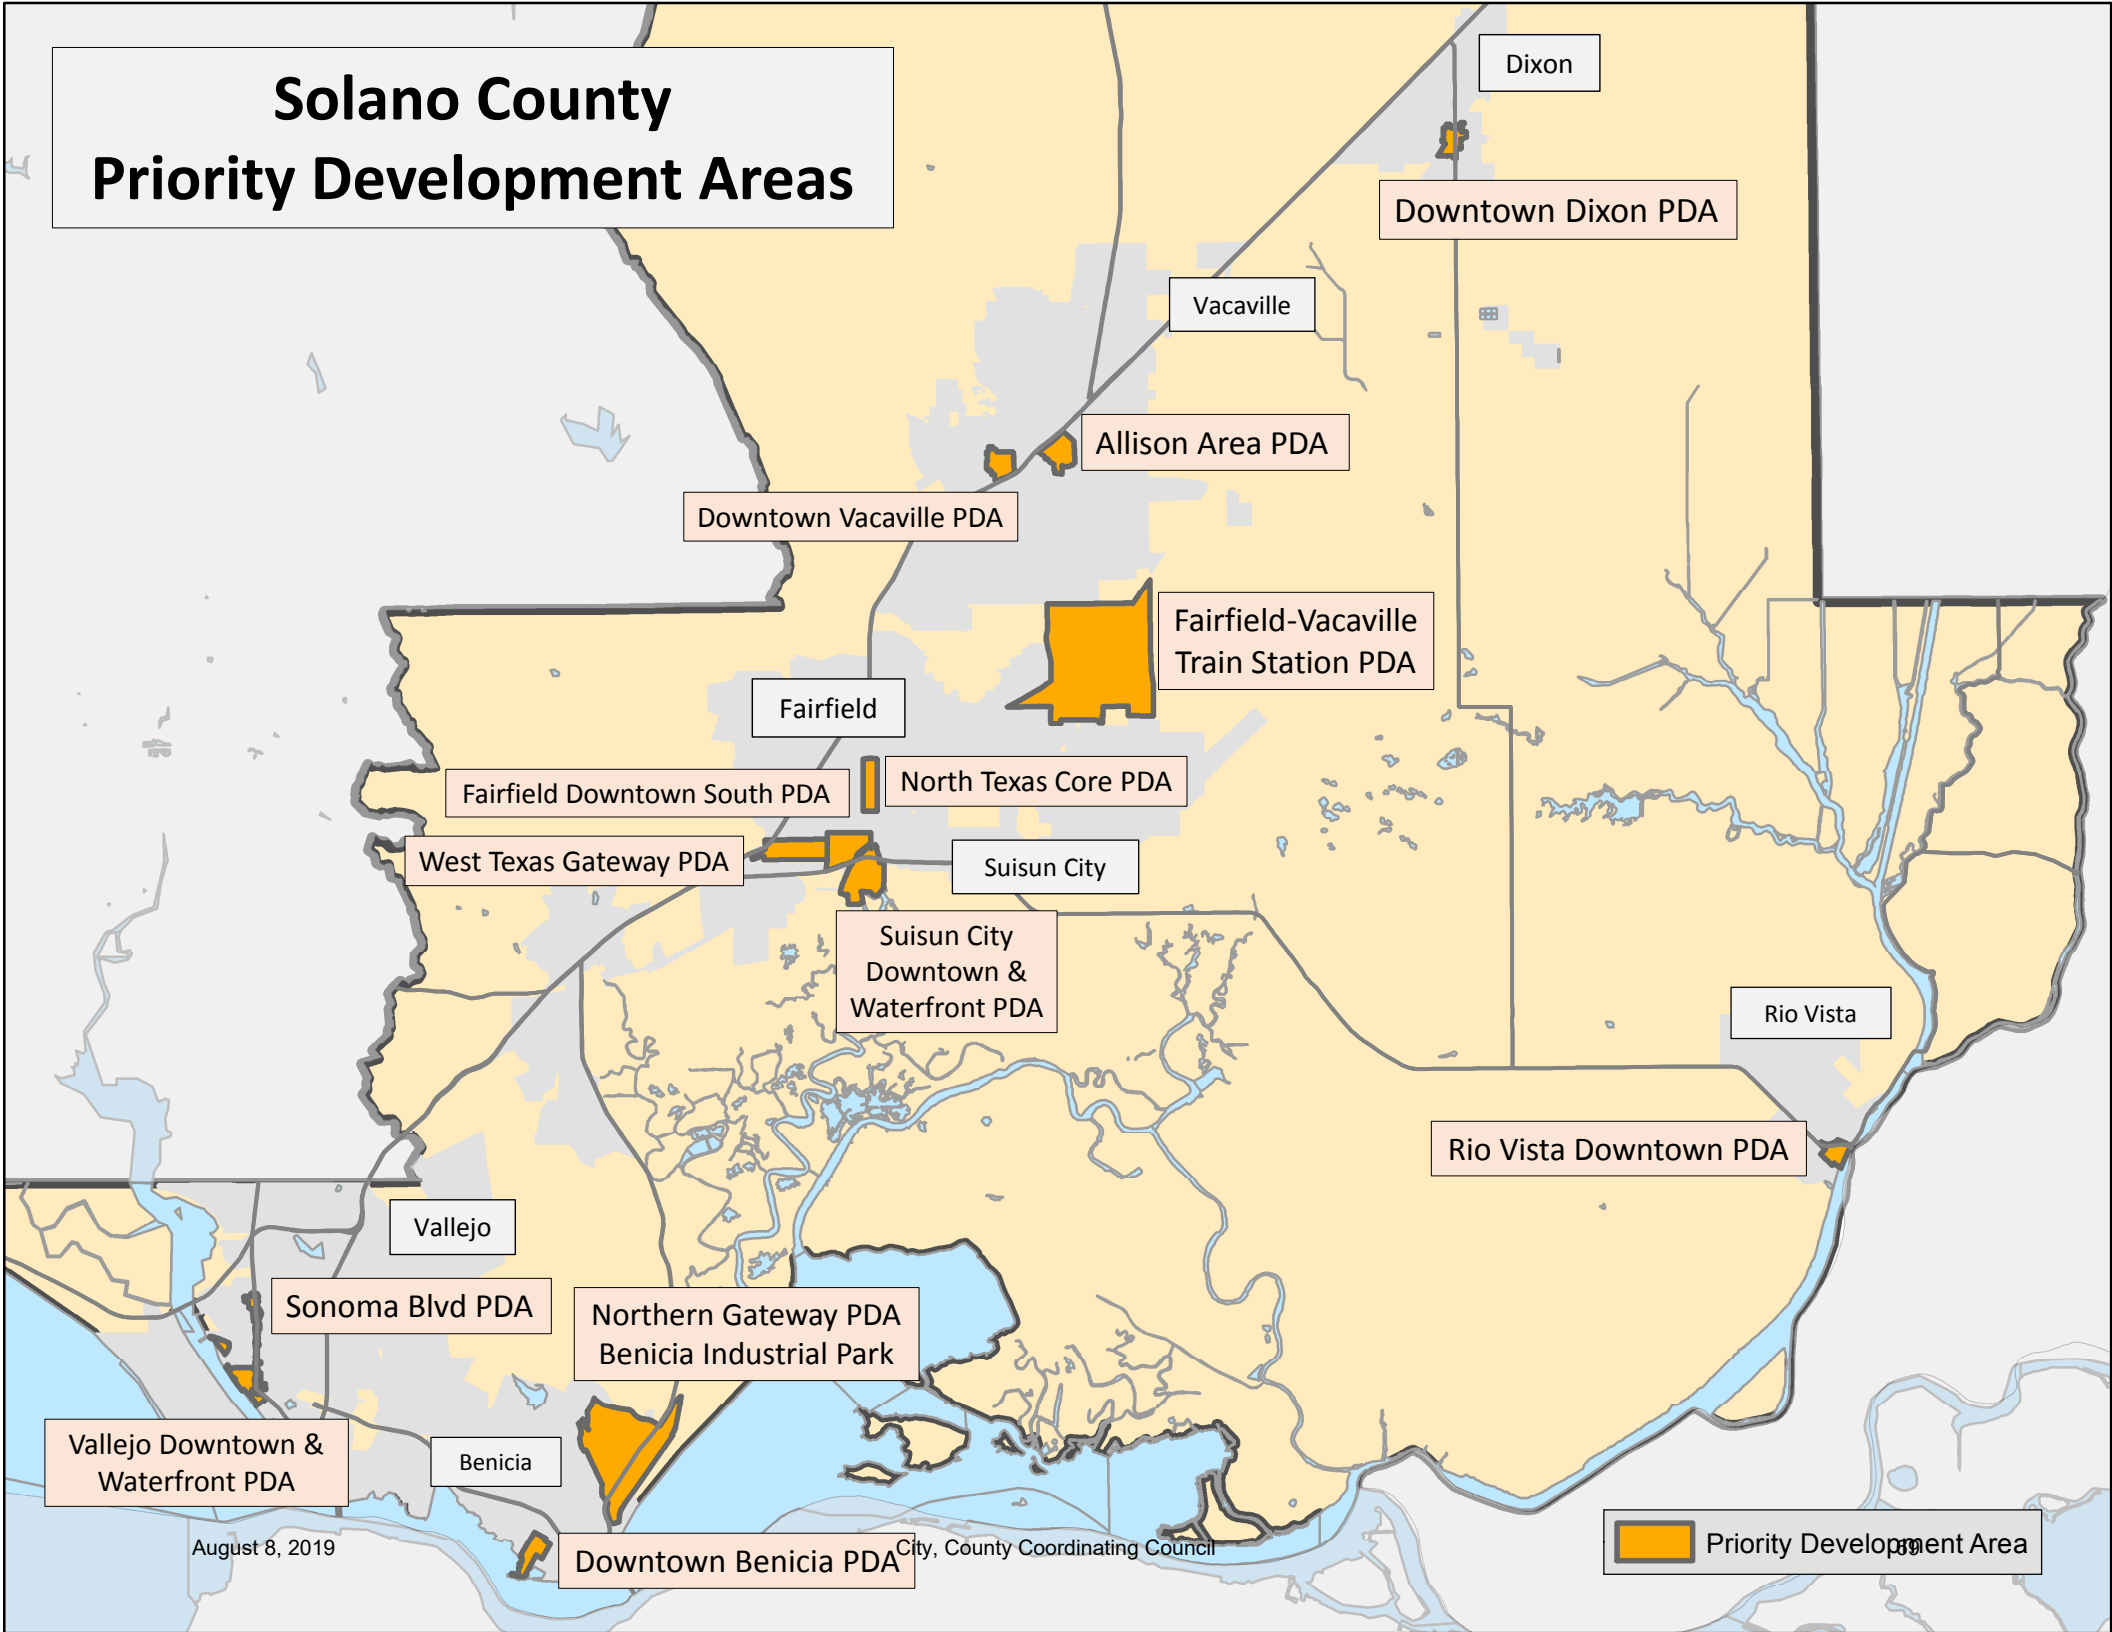 Solano County
Priority Development Areas
Dixon
Downtown Dixon PDA
Vacaville
Allison Area PDA
Downtown Vacaville PDA
Fairfield-Vacaville
Train Station PDA
Fairfield
North Texas Core PDA
Fairfield Downtown South PDA
West Texas Gateway PDA
Suisun City
Suisun City
Downtown &
Waterfront PDA
Rio Vista
Rio Vista Downtown PDA
Vallejo
Sonoma Blvd PDA
Northern Gateway PDA
Benicia Industrial Park
Vallejo Downtown &
Waterfront PDA
Benicia
Downtown Benicia PDA
Priority Development Area
August 8, 2019
City, County Coordinating Council
69